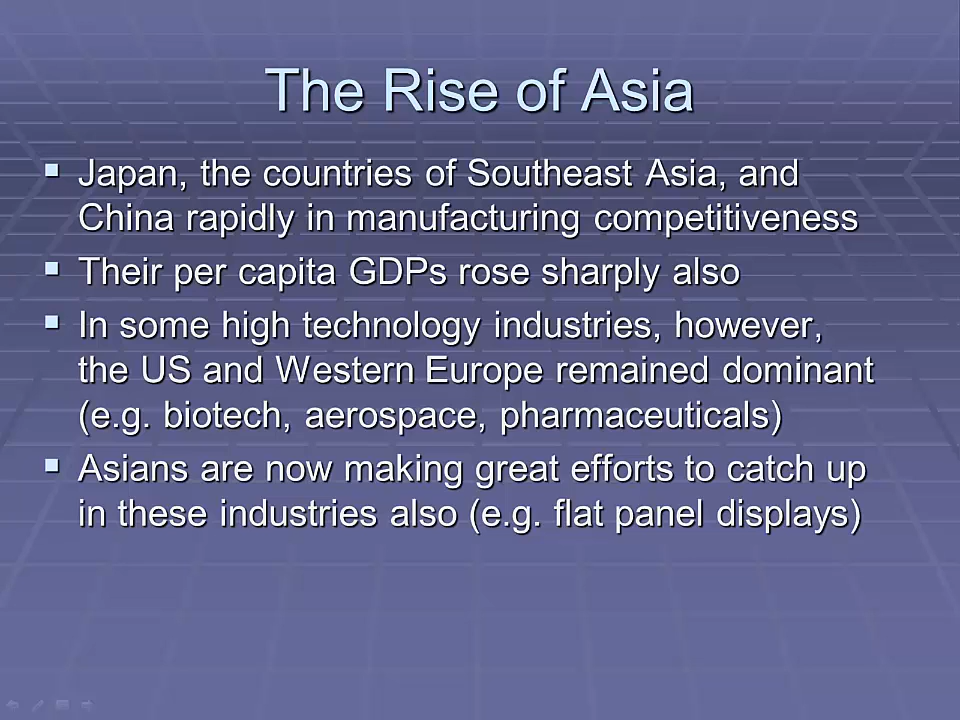 The Rise of Asia
Japan, the countries of Southeast Asia, and
China rapidly in manufacturing competitiveness
Their per capita GDPs rose sharply also
In some high technology industries, however,
the US and Western Europe remained dominant
(e.g. biotech, aerospace, pharmaceuticals)
Asians are now making great efforts to catch up
in these industries also (e.g. flat panel displays)